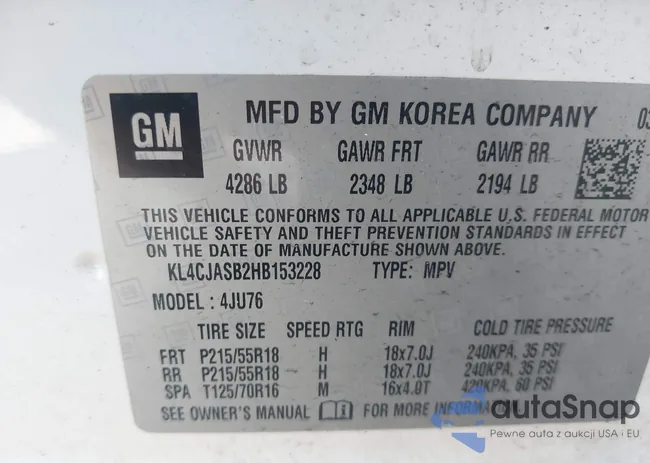 GM
MFD BY GM KOREA COMPANY 03
GVWR GAWR FRT GAWR RR
4286 LB 2348 LB 2194 LB
THIS VEHICLE CONFORMS TO ALL APPLICABLE U.S. FEDERAL MOTOR
VEHICLE SAFETY AND THEFT PREVENTION STANDARDS IN EFFECT
ON THE DATE OF MANUFACTURE SHOWN ABOVE.
KL4CJASB2HB153228 TYPE: MPV
MODEL : 4JU76
TIRE SIZE SPEED RTG RIM COLD TIRE PRESSURE
FRT P215/55R18 H 18x7.0J 240KPA, 35 PSI
RR P215/55R18 H 18x7.0J 240KPA, 35 PSI
SPA T125/70R16 M 16x4.0T 420KPA, 60 PSI
SEE OWNER'S MANUAL FOR MORE
autoSnap
Pewne auta z aukcji USA i EU